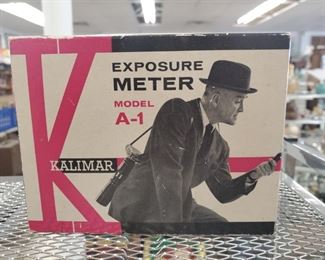 EXPOSURE
METER
MODEL
A-1
KALIMAR